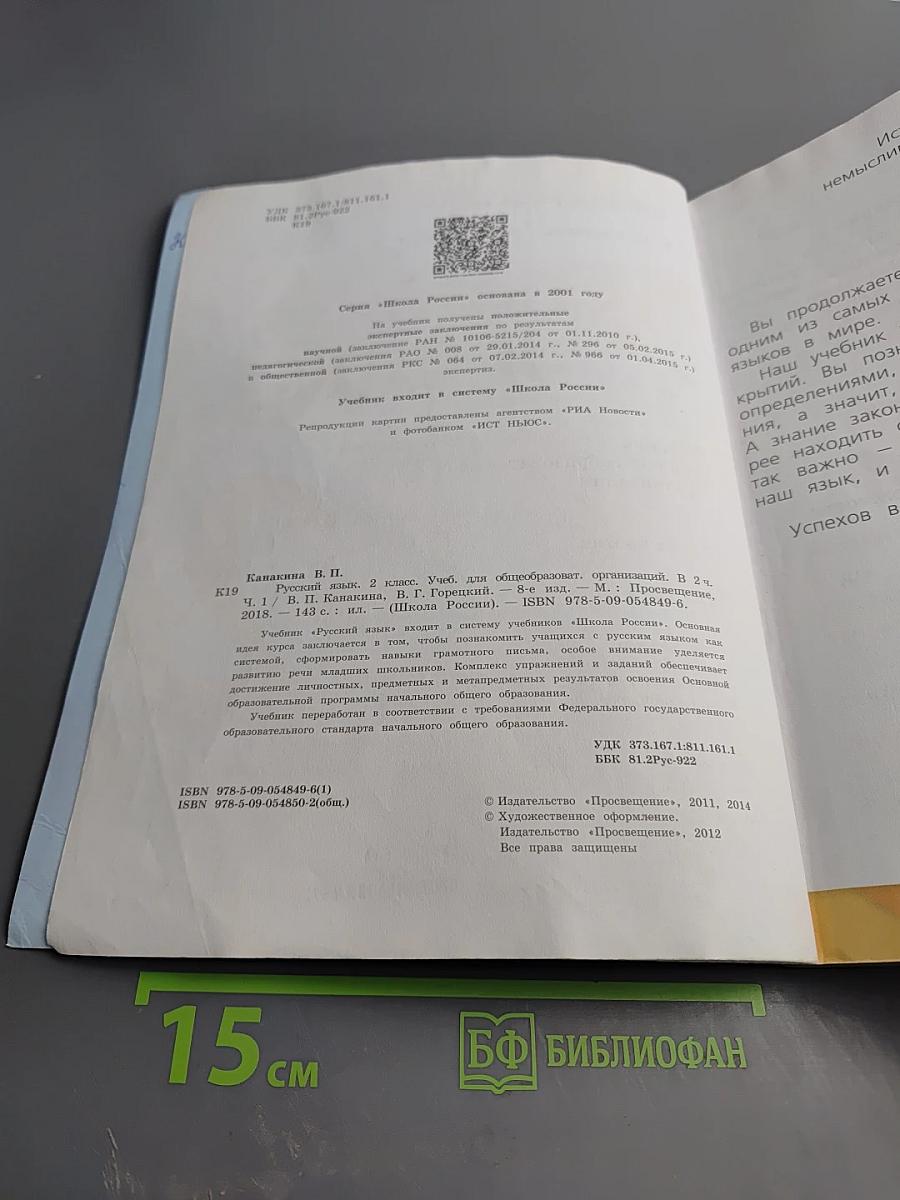 УДК 373.167.1/811.161.1
ББК 81.2Рус-922
К19
Серия «Школа России» основана в 2001 году
На учебник получены положительные
экспертные заключения по результатам
научной (заключение РАН № 10106-5215/204 от 01.11.2010 г.),
педагогической (заключения РАО № 008 от 29.01.2014 г., № 296 от 05.02.2015 г.)
и общественной (заключения РКС № 064 от 07.02.2014 г., № 966 от 01.04.2015 г.)
экспертиз.
Учебник входит в систему «Школа России»
Репродукции картин предоставлены агентством «РИА Новости»
и фотобанком «ИСТ НЬЮС».
Канакина В. П.
К19 Русский язык. 2 класс. Учеб. для общеобразоват. организаций. В 2 ч.
Ч. 1 / В. П. Канакина, В. Г. Горецкий. — 8-е изд. — М. : Просвещение,
2018. — 143 с. : ил. — (Школа России). — ISBN 978-5-09-054849-6.
Учебник «Русский язык» входит в систему учебников «Школа России». Основная
идея курса заключается в том, чтобы познакомить учащихся с русским языком как
системой, сформировать навыки грамотного письма, особое внимание уделяется
развитию речи младших школьников. Комплекс упражнений и заданий обеспечивает
достижение личностных, предметных и метапредметных результатов освоения Основной
образовательной программы начального общего образования.
Учебник переработан в соответствии с требованиями Федерального государственного
образовательного стандарта начального общего образования.
УДК 373.167.1:811.161.1
ББК 81.2Рус-922
ISBN 978-5-09-054849-6(1)
ISBN 978-5-09-054850-2(общ.)
© Издательство «Просвещение», 2011, 2014
© Художественное оформление.
Издательство «Просвещение», 2012
Все права защищены
немысли
Вы продолжаете
одним из самых
языков в мире.
Наш учебник
крытий. Вы позн
определениями,
ния, а значит,
А знание закон
рее находить
так важно —
наш язык, и
Успехов в
15 см
БФ БИБЛИОФАН